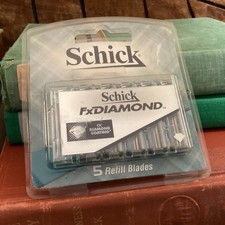 Schick
Schick
FXDIAMOND
DIAMOND
COATING
5 Refill Blades